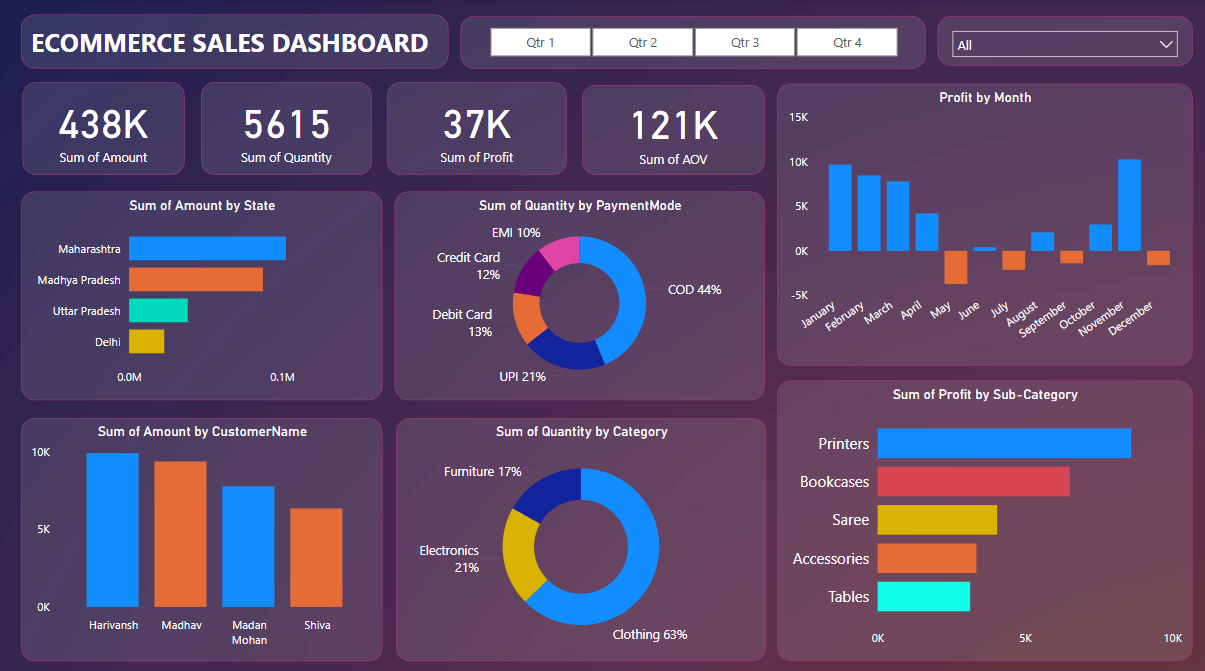 ECOMMERCE SALES DASHBOARD
Qtr 1
Qtr 2
Qtr 3
Qtr 4
All
438K
Sum of Amount
5615
Sum of Quantity
37K
Sum of Profit
121K
Sum of AOV
Profit by Month
15K
10K
5K
0K
-5K
January
February
March
April
May
June
July
August
September
October
November
December
Sum of Amount by State
Maharashtra
Madhya Pradesh
Uttar Pradesh
Delhi
0.0M
0.1M
Sum of Quantity by PaymentMode
EMI 10%
Credit Card
12%
Debit Card
13%
UPI 21%
COD 44%
Sum of Profit by Sub-Category
Printers
Bookcases
Saree
Accessories
Tables
0K
5K
10K
Sum of Amount by CustomerName
10K
5K
0K
Harivansh
Madhav
Madan
Mohan
Shiva
Sum of Quantity by Category
Furniture 17%
Electronics
21%
Clothing 63%